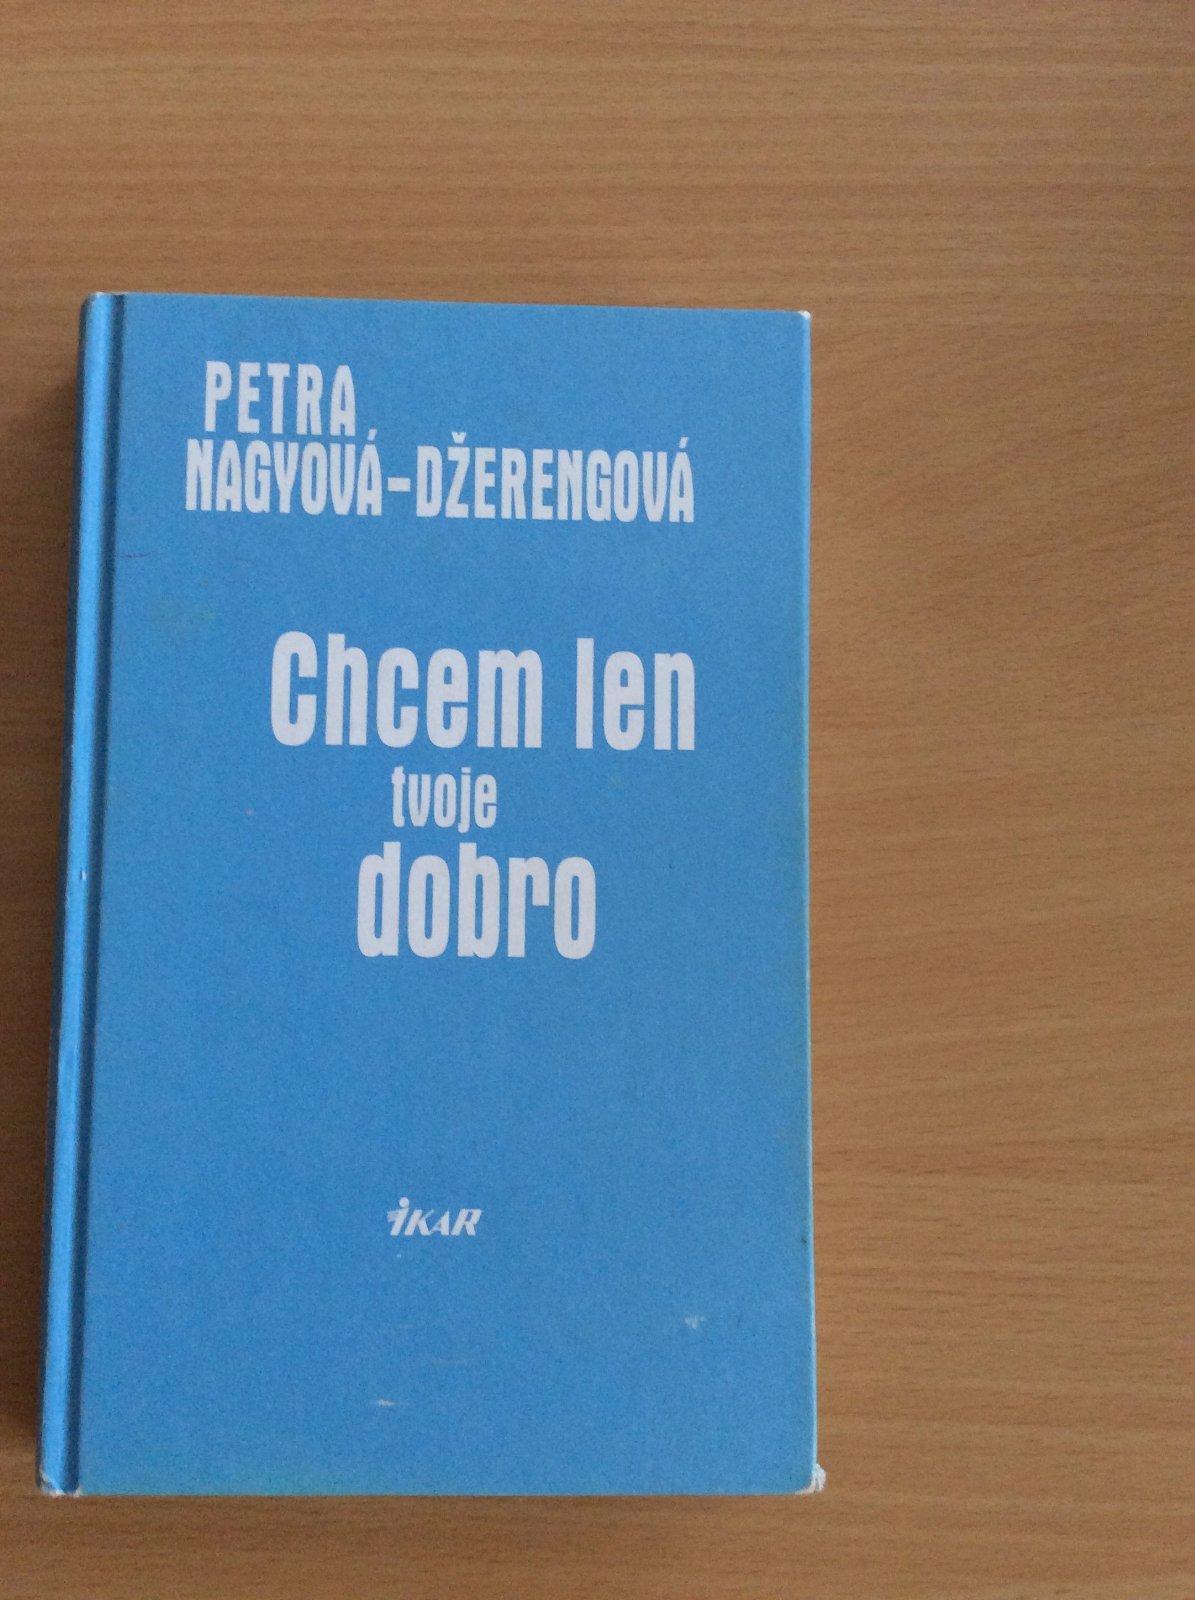 PETRA
NAGYOVÁ-DŽERENGOVÁ
Chcem len
tvoje
dobro
iKAR